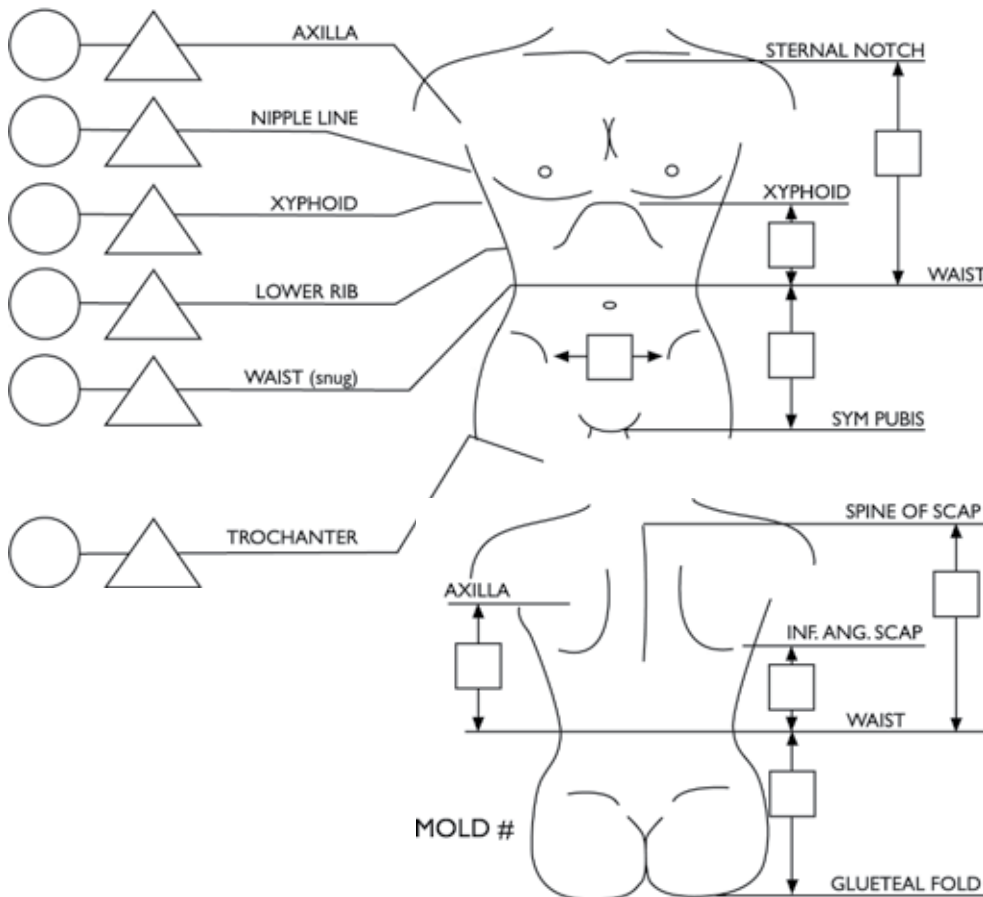 AXILLA
STERNAL NOTCH
NIPPLE LINE
XYPHOID
XYPHOID
WAIST
LOWER RIB
WAIST (snug)
SYM PUBIS
SPINE OF SCAP
TROCHANTER
AXILLA
INF. ANG. SCAP
WAIST
MOLD #
GLUETEAL FOLD